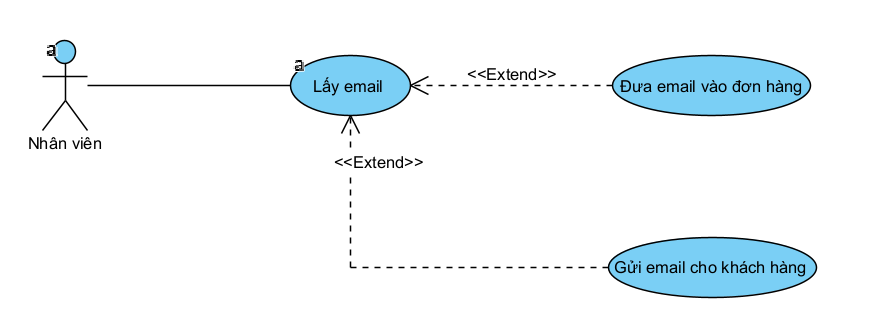 a
a
Lấy email
<<Extend>>
Đưa email vào đơn hàng
Nhân viên
<<Extend>>
Gửi email cho khách hàng